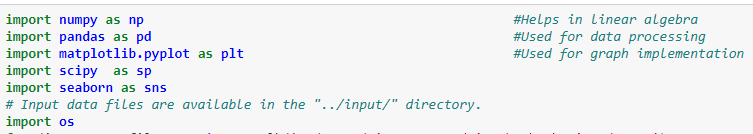 import numpy as np #Helps in linear algebra
import pandas as pd #Used for data processing
import matplotlib.pyplot as plt #Used for graph implementation
import scipy  as sp
import seaborn as sns
# Input data files are available in the "../input/" directory.
import os